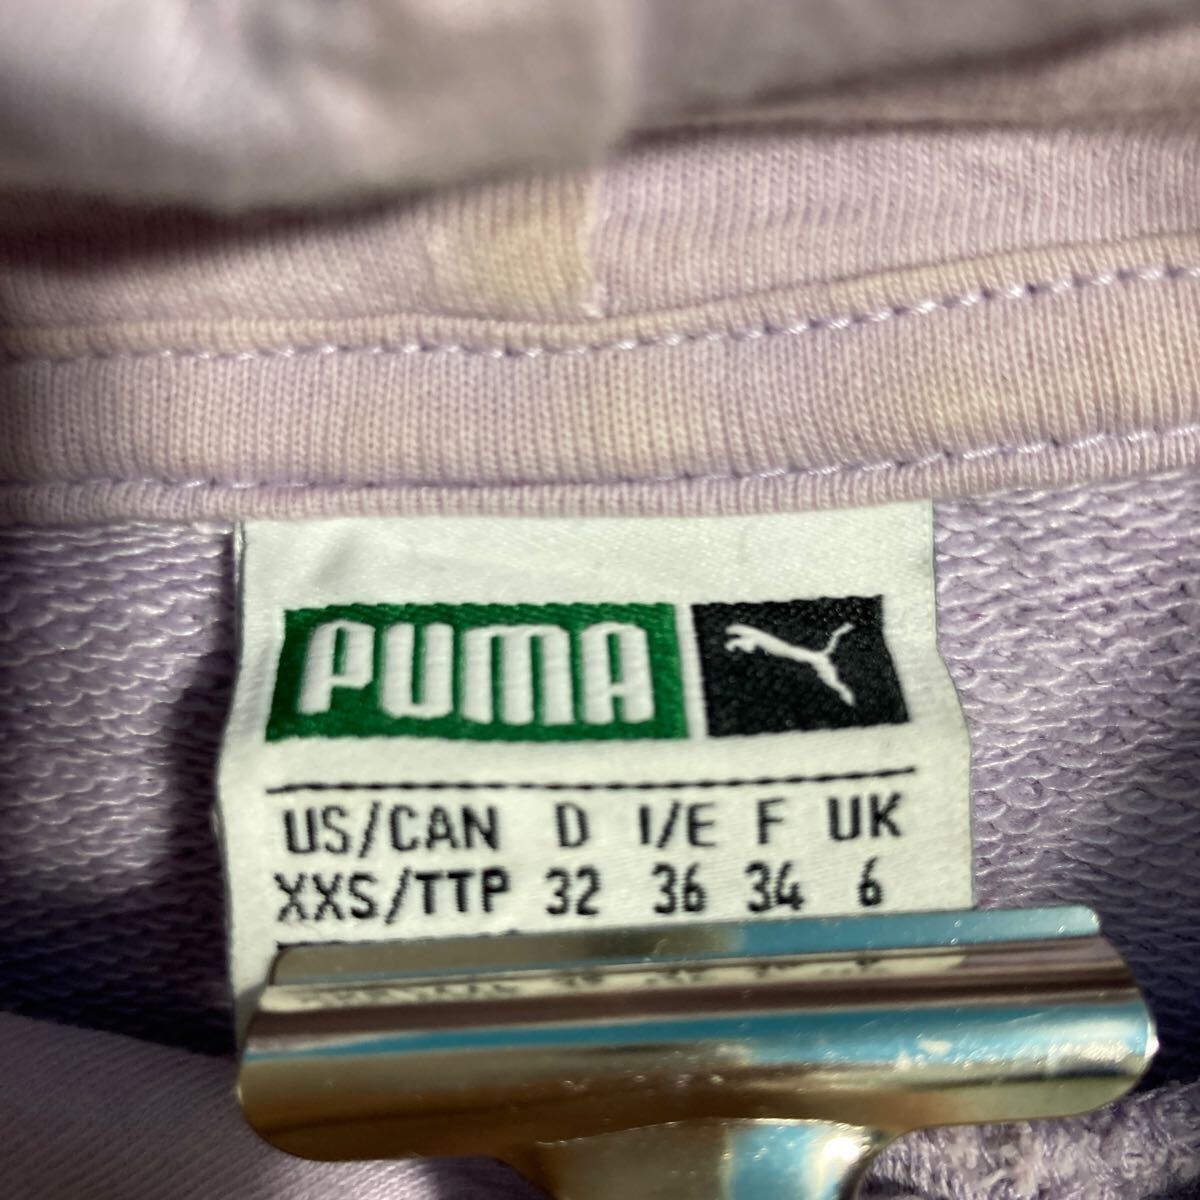 PUMA
US/CAN D I/E F UK
XXS/TTP 32 36 34 6